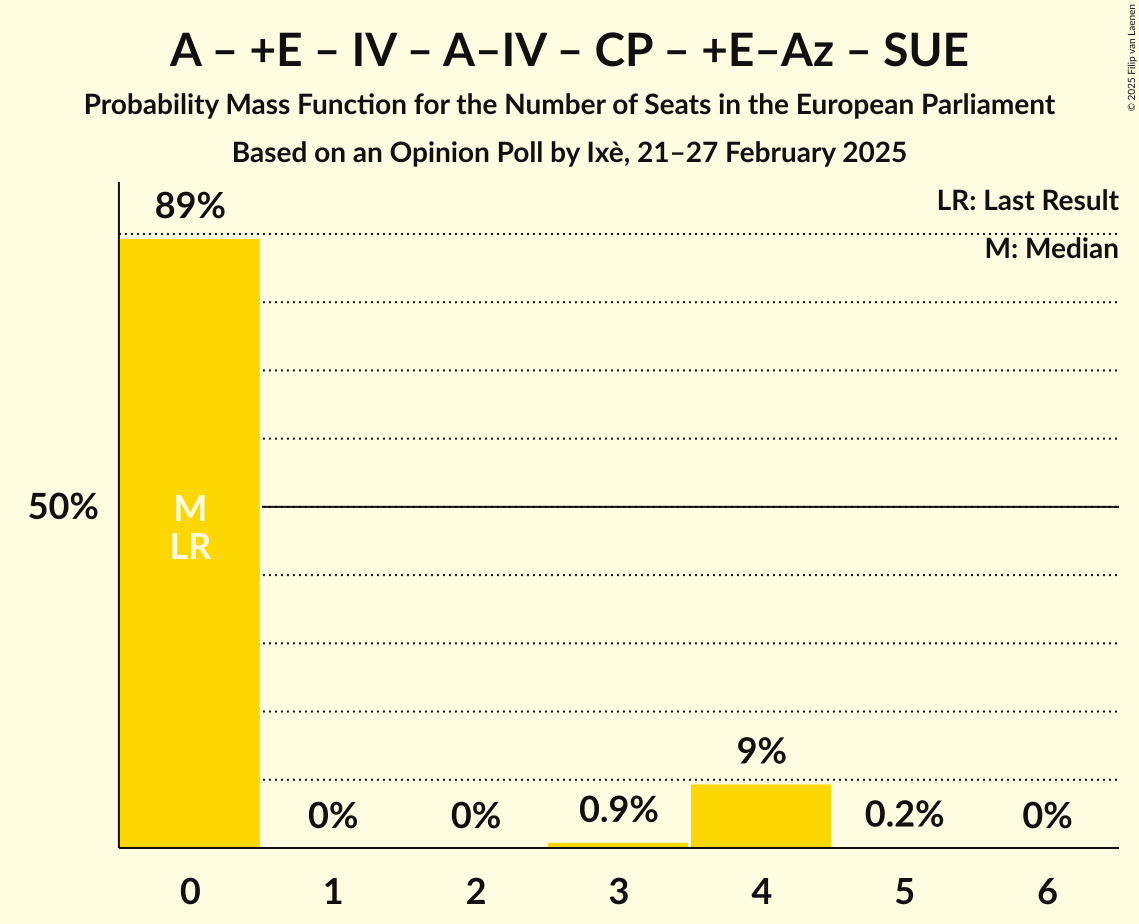 A – +E – IV – A–IV – CP – +E–Az – SUE
Probability Mass Function for the Number of Seats in the European Parliament
Based on an Opinion Poll by Ixè, 21–27 February 2025
© 2025 Filip van Laenen
LR: Last Result
M: Median
89%
50%
M
LR
0%
0%
0.9%
9%
0.2%
0%
0
1
2
3
4
5
6